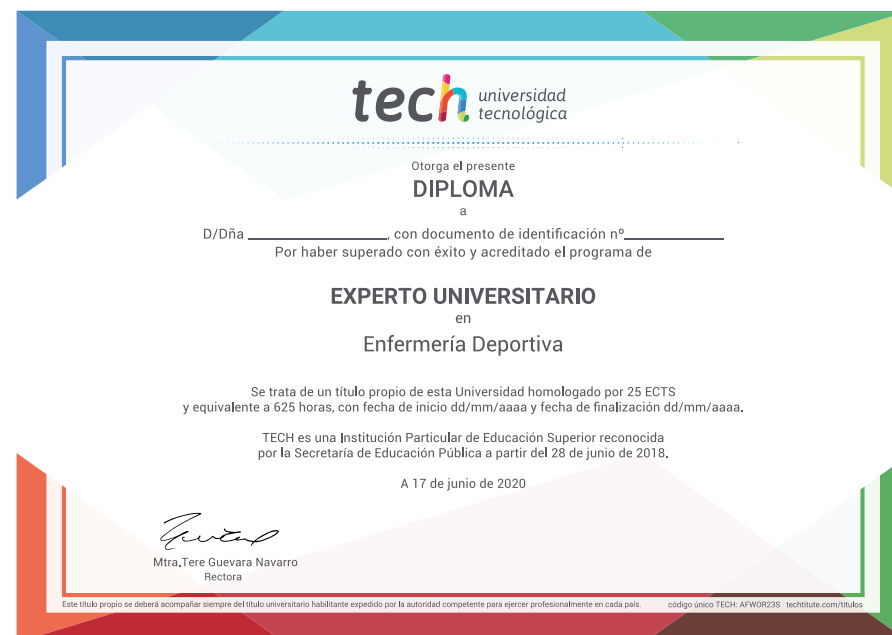 tech universidad
tecnológica
Otorga el presente
DIPLOMA
a
D/Dña ____________________, con documento de identificación nº______________
Por haber superado con éxito y acreditado el programa de
EXPERTO UNIVERSITARIO
en
Enfermería Deportiva
Se trata de un título propio de esta Universidad homologado por 25 ECTS
y equivalente a 625 horas, con fecha de inicio dd/mm/aaaa y fecha de finalización dd/mm/aaaa.
TECH es una Institución Particular de Educación Superior reconocida
por la Secretaría de Educación Pública a partir del 28 de junio de 2018.
A 17 de junio de 2020
Mtra.Tere Guevara Navarro
Rectora
Este título propio se deberá acompañar siempre del título universitario habilitante expedido por la autoridad competente para ejercer profesionalmente en cada país. código único TECH: AFWOR23S techtitute.com/titulos